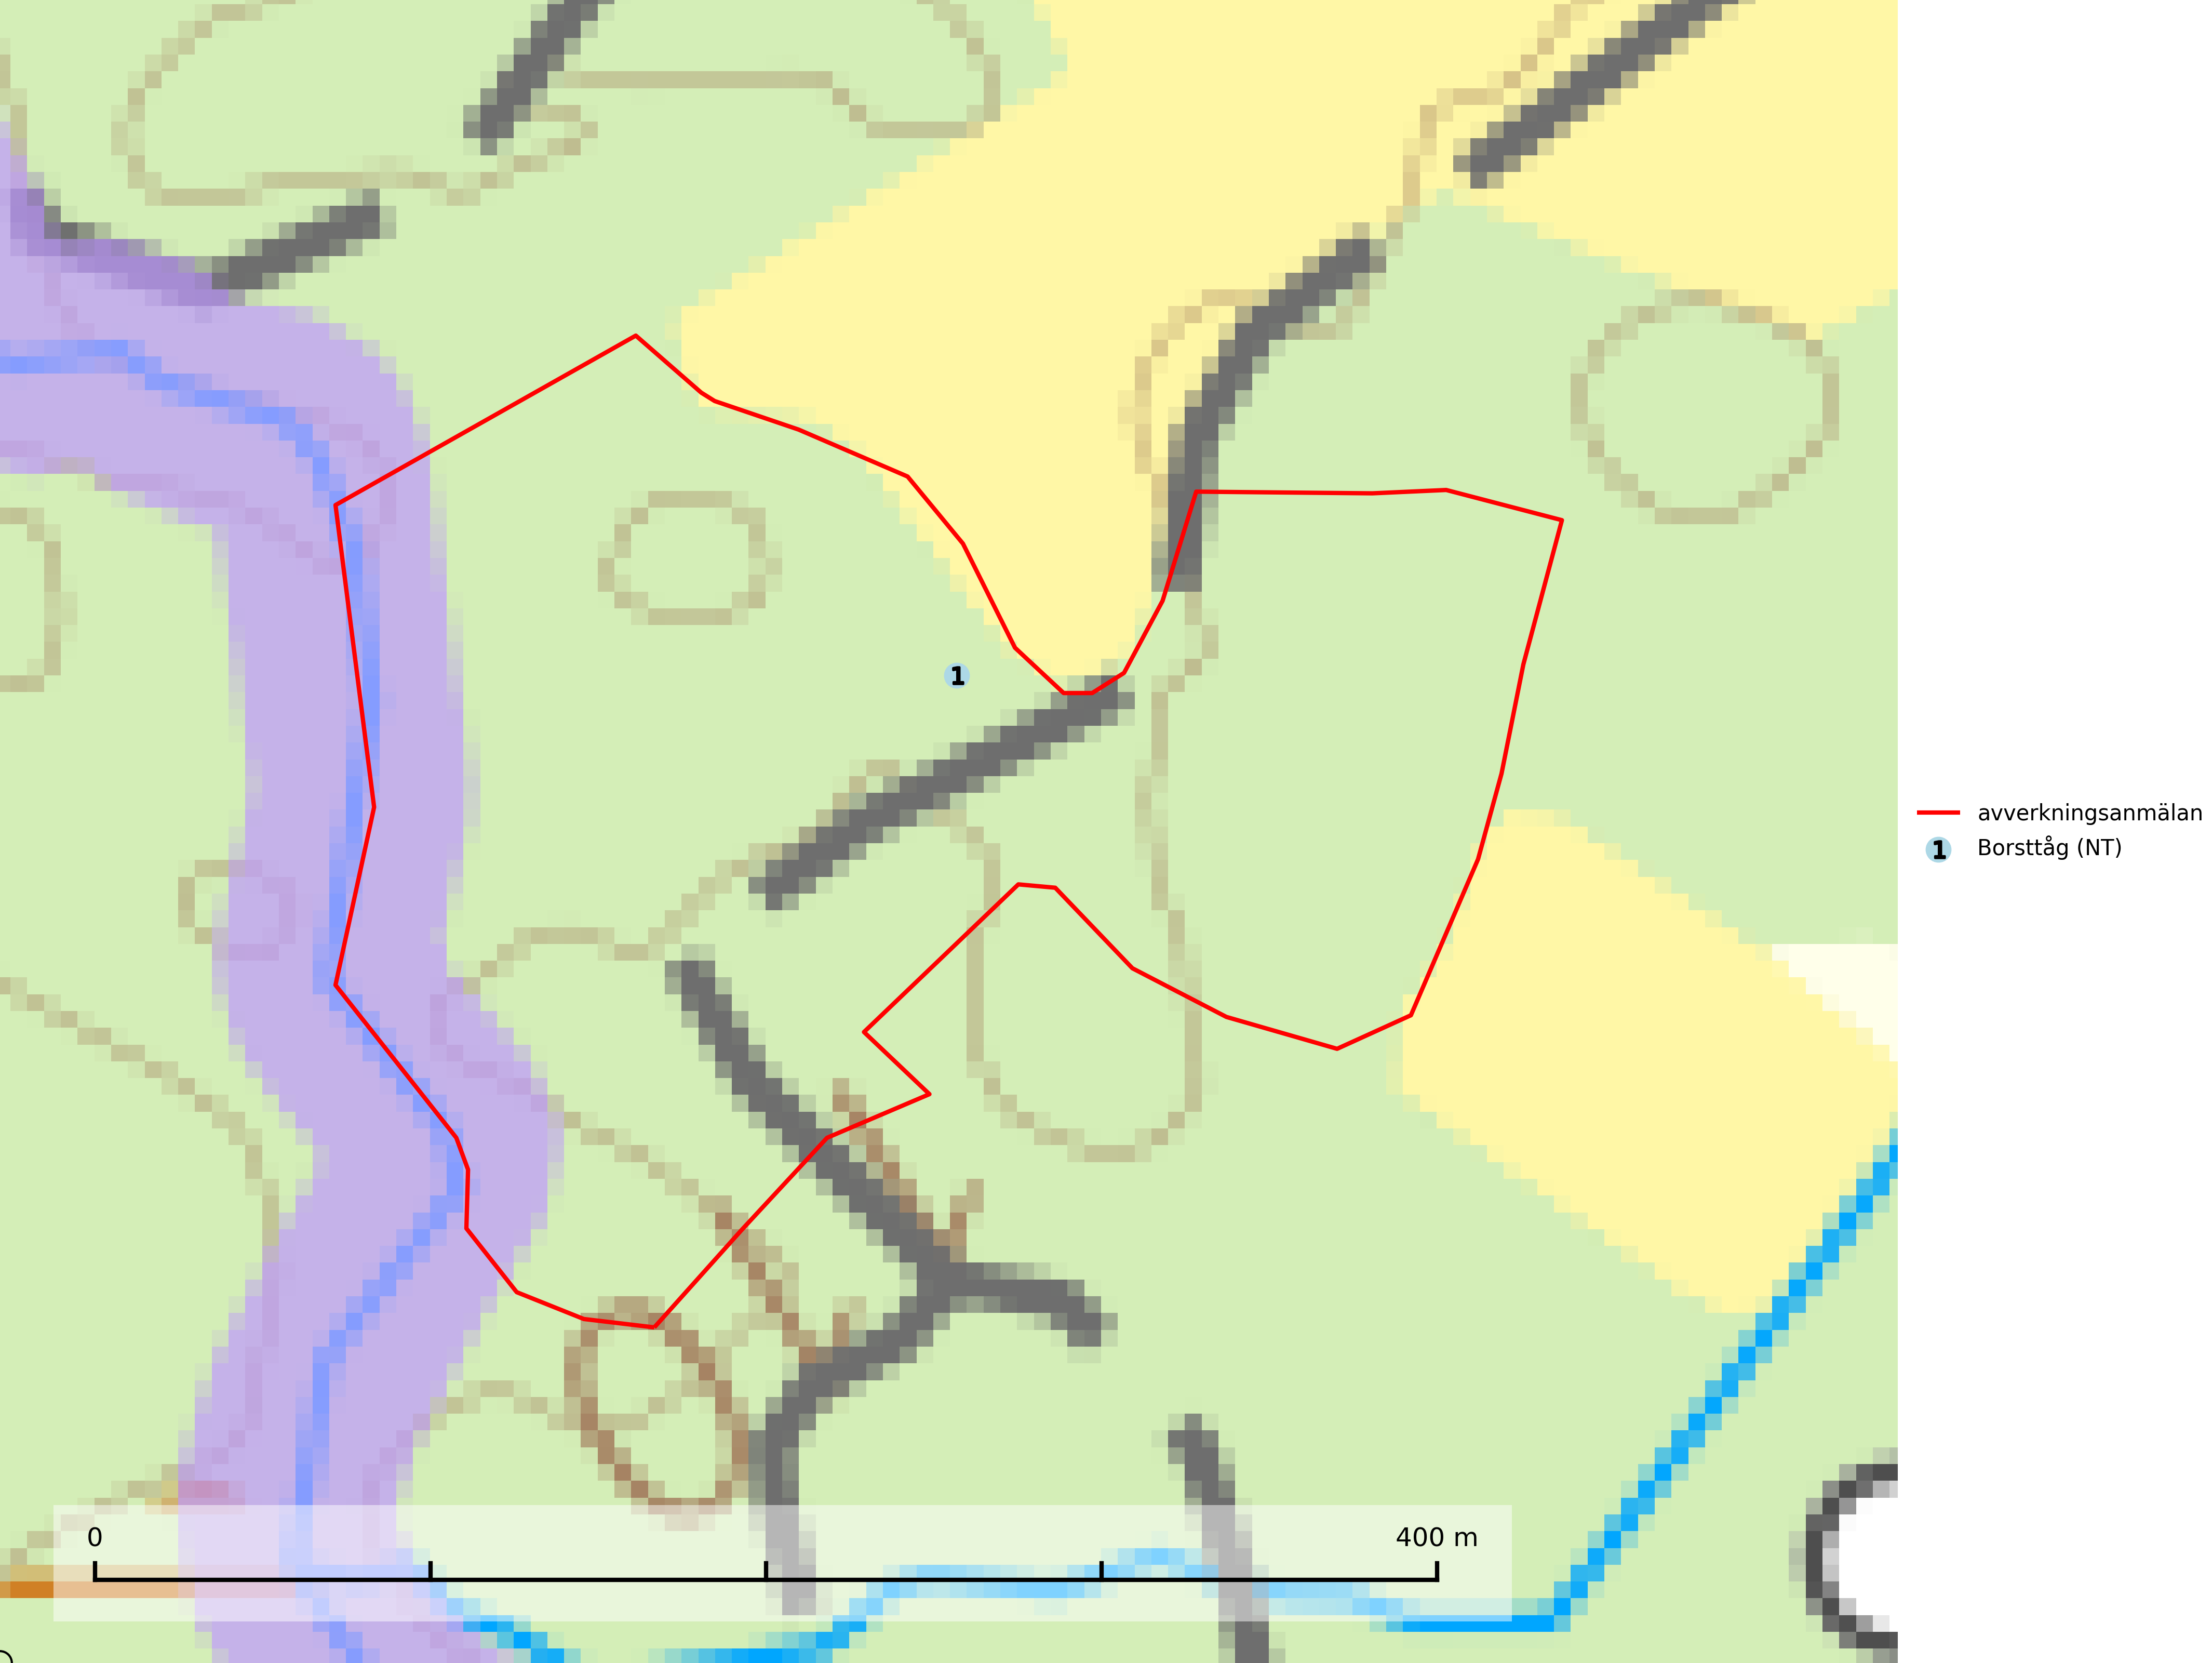 1
avverkningsanmälan
1 Borsttåg (NT)
0 400 m